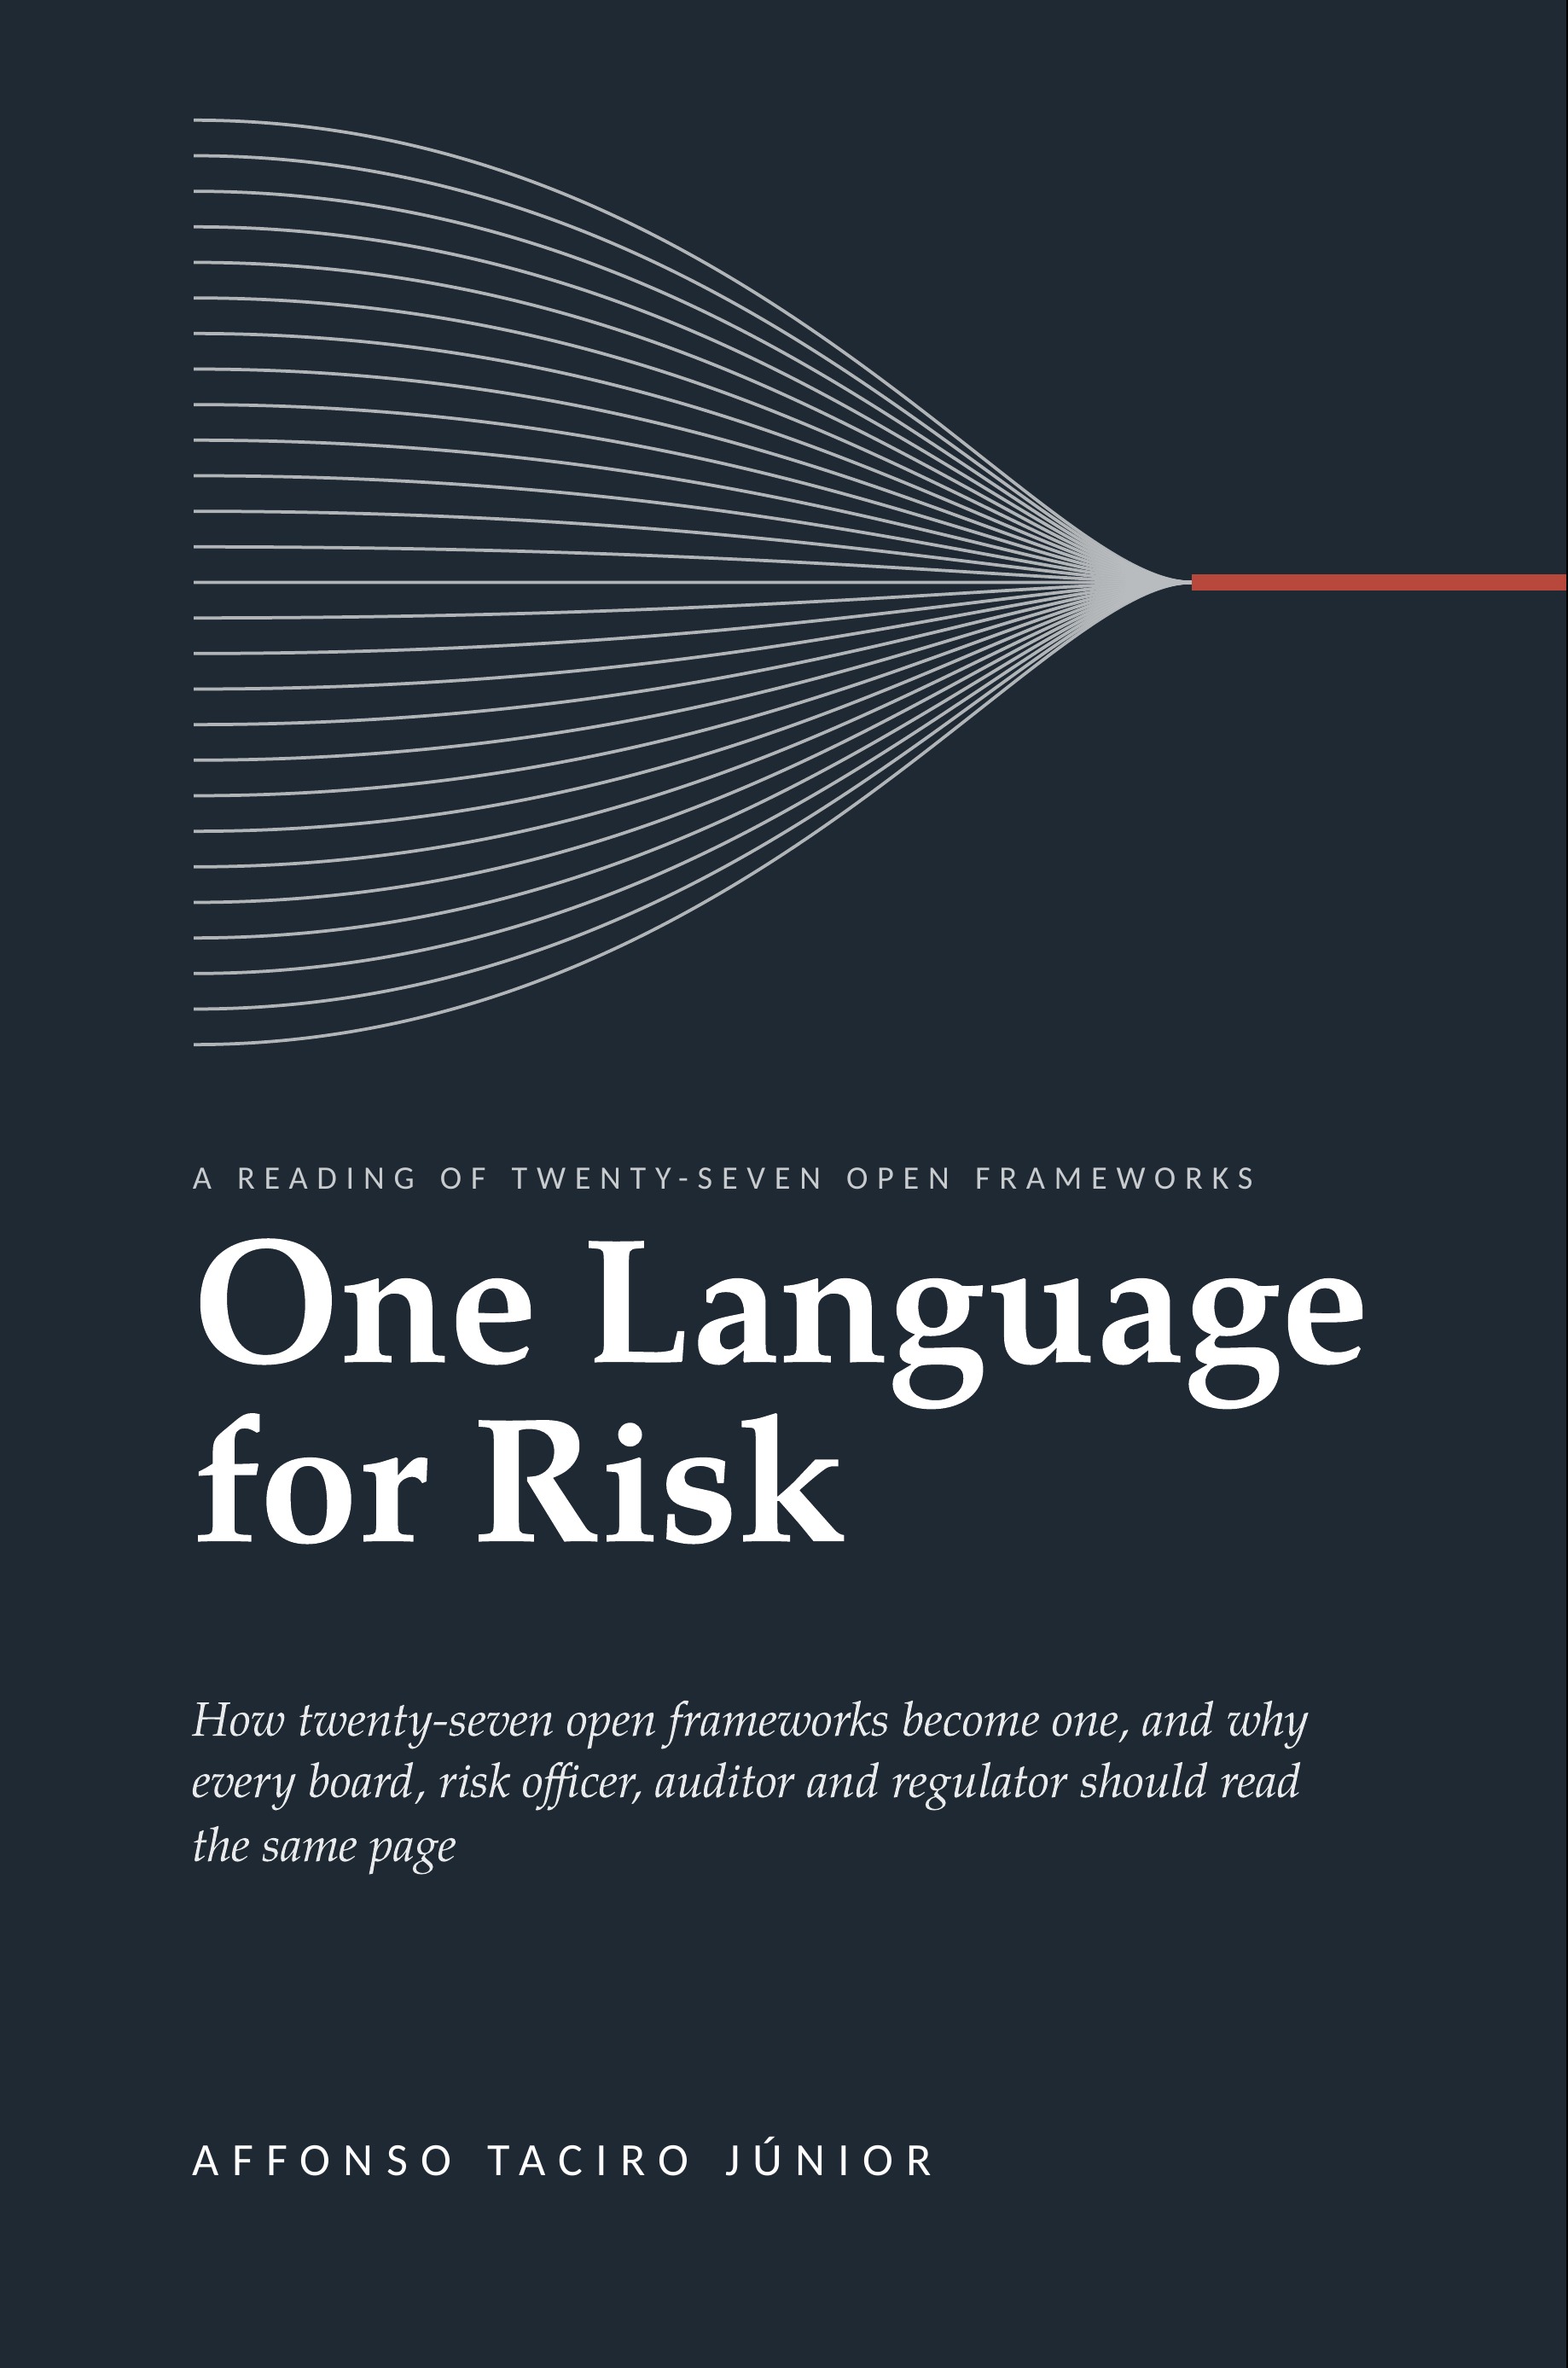 A READING OF TWENTY-SEVEN OPEN FRAMEWORKS
One Language
for Risk
How twenty-seven open frameworks become one, and why
every board, risk officer, auditor and regulator should read
the same page
AFFONSO TACIRO JÚNIOR